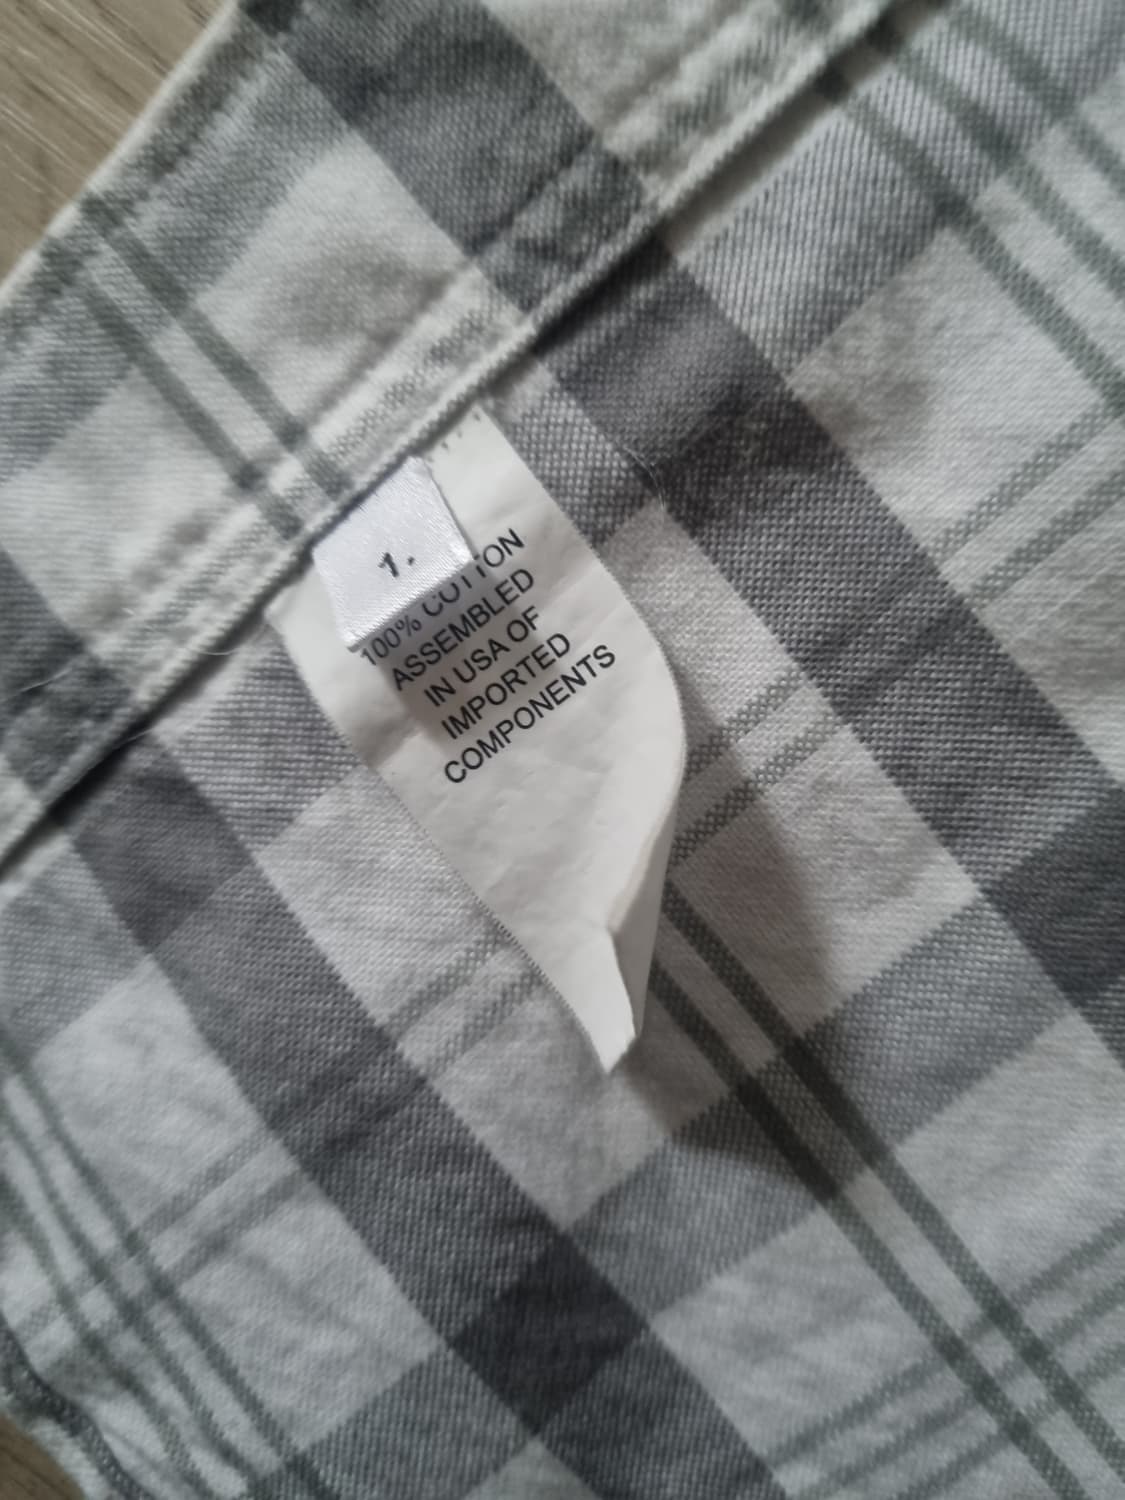 1.
100% COTTON
ASSEMBLED
IN USA OF
IMPORTED
COMPONENTS